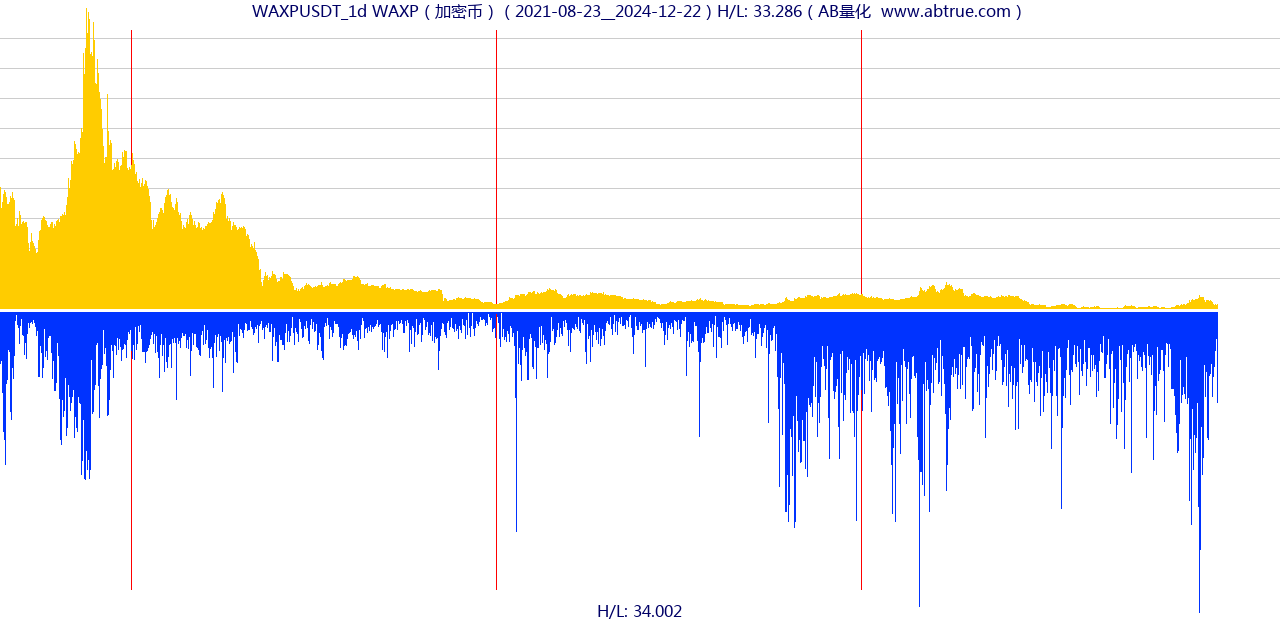 WAXPUSDT_1d WAXP ( 加密币 ) ( 2021-08-23__2024-12-22 ) H/L: 33.286 ( AB量化  www.abtrue.com )
H/L: 34.002